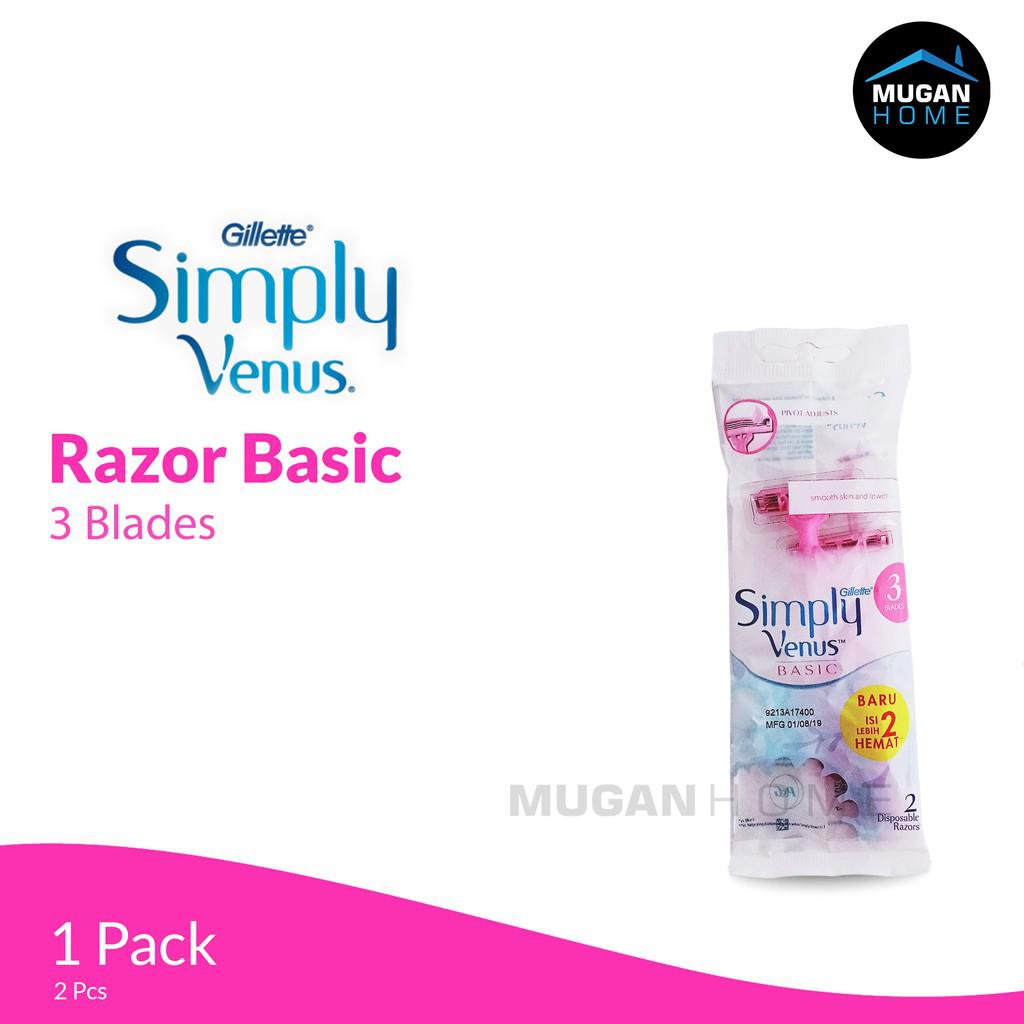 MUGAN
HOME
Gillette®
Simply
Venus®
Razor Basic
3 Blades
PIVOT ADJUSTS
smooth skin and lower
3
BLADES
Gillette®
Simply
Venus™
BASIC
9213A17400
MFG 01/08/19
BARU
ISI 2
LEBIH
HEMAT
MUGAN HOME
P&G
2
Disposable
Razors
1 Pack
2 Pcs